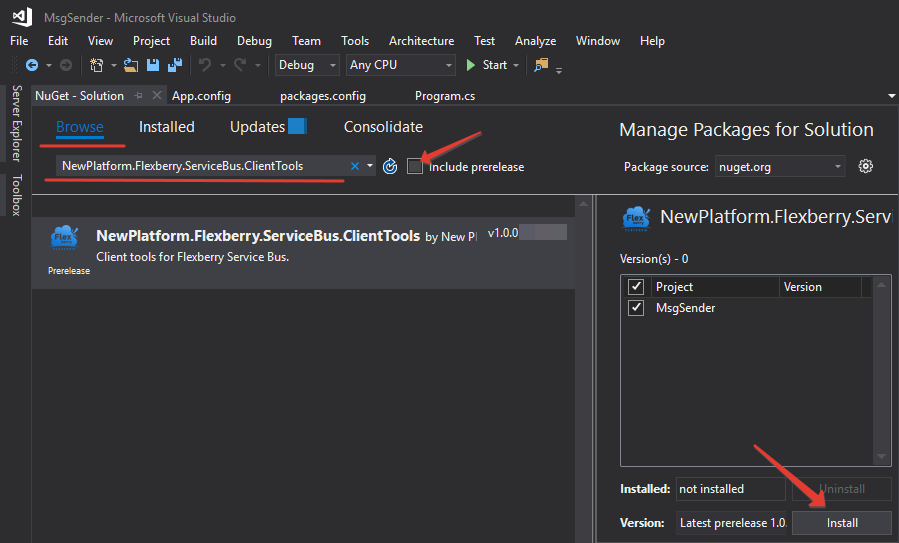 MsgSender - Microsoft Visual Studio
File Edit View Project Build Debug Team Tools Architecture Test Analyze Window Help
Debug Any CPU Start
Server Explorer
Toolbox
NuGet - Solution App.config packages.config Program.cs
Browse Installed Updates Consolidate
Manage Packages for Solution
NewPlatform.Flexberry.ServiceBus.ClientTools
Include prerelease
Package source: nuget.org
Flex
berry
NewPlatform.Flexberry.ServiceBus.ClientTools by New Pl
v1.0.0
Client tools for Flexberry Service Bus.
Prerelease
Flex
berry
NewPlatform.Flexberry.Servi
Version(s) - 0
Project Version
MsgSender
Installed: not installed Uninstall
Version: Latest prerelease 1.0. Install